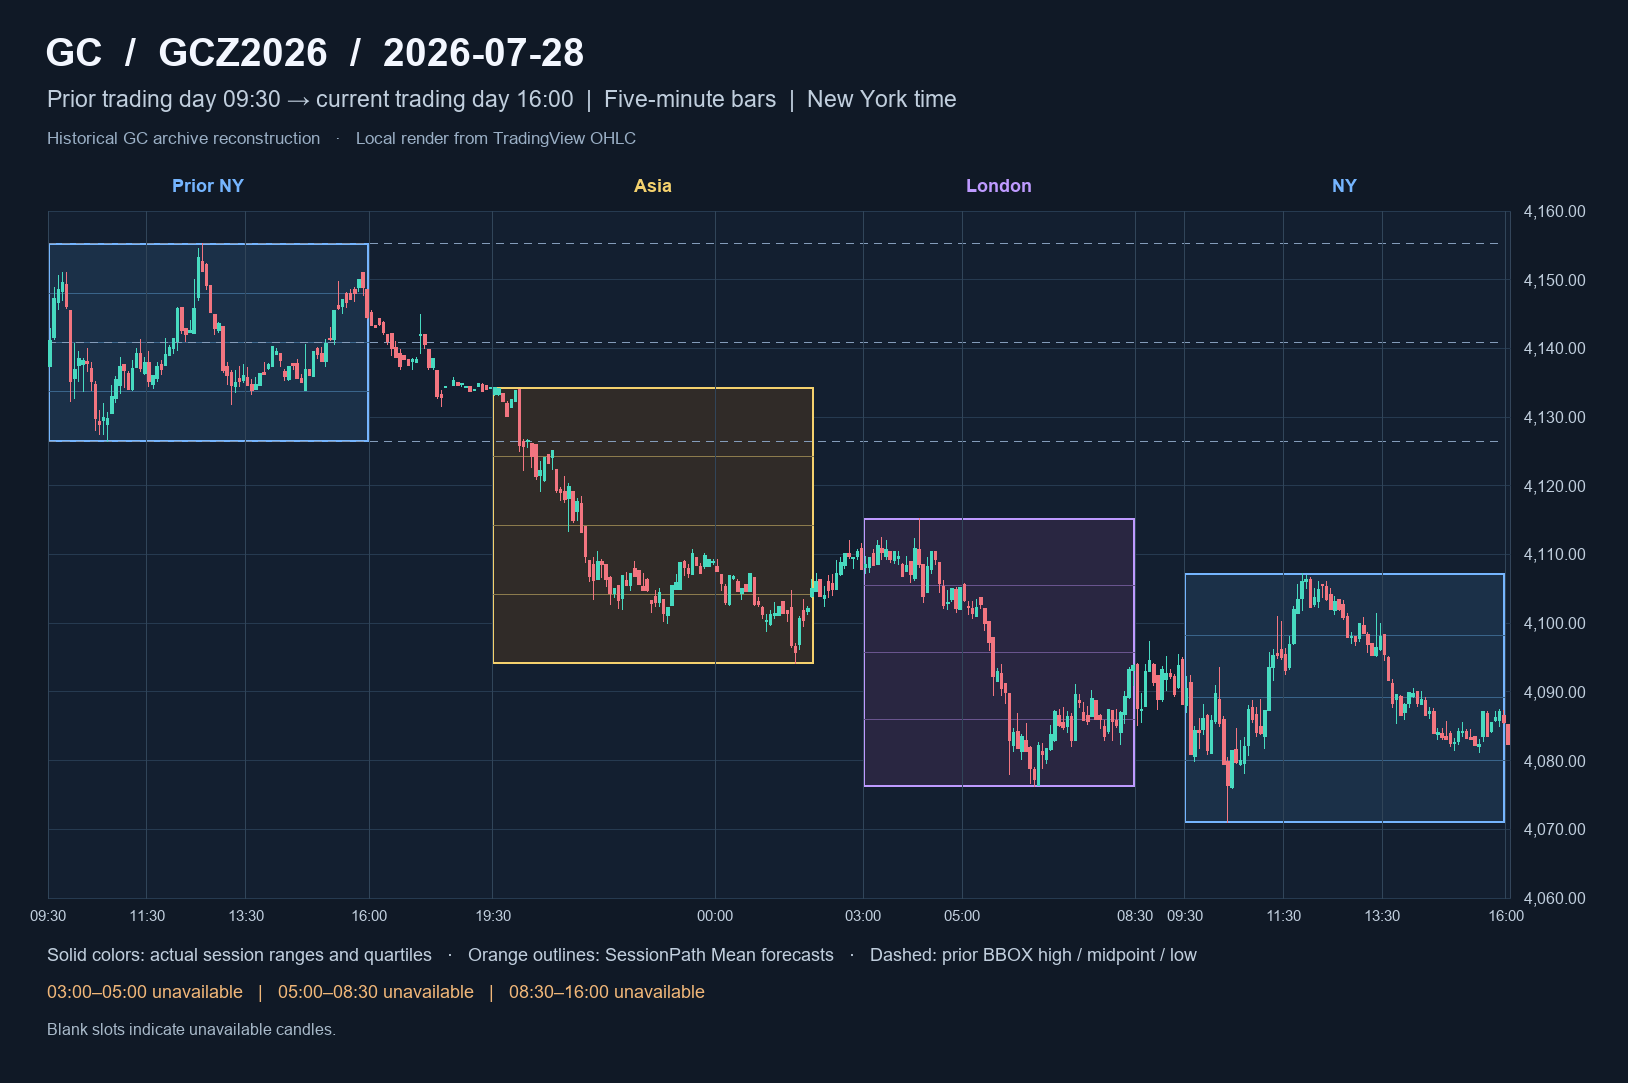 GC / GCZ2026 / 2026-07-28
Prior trading day 09:30 → current trading day 16:00 | Five-minute bars | New York time
Historical GC archive reconstruction · Local render from TradingView OHLC
Prior NY
Asia
London
NY
4,160.00
4,150.00
4,140.00
4,130.00
4,120.00
4,110.00
4,100.00
4,090.00
4,080.00
4,070.00
4,060.00
09:30 11:30 13:30 16:00 19:30 00:00 03:00 05:00 08:30 09:30 11:30 13:30 16:00
Solid colors: actual session ranges and quartiles · Orange outlines: SessionPath Mean forecasts · Dashed: prior BBOX high / midpoint / low
03:00–05:00 unavailable | 05:00–08:30 unavailable | 08:30–16:00 unavailable
Blank slots indicate unavailable candles.